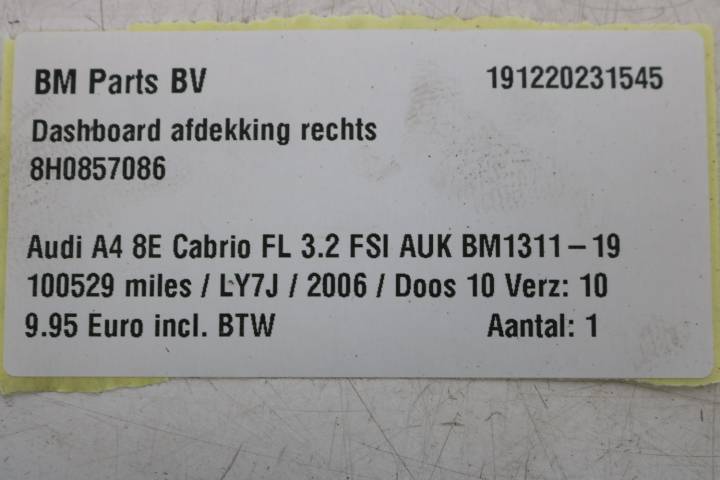 BM Parts BV 191220231545
Dashboard afdekking rechts
8H0857086
Audi A4 8E Cabrio FL 3.2 FSI AUK BM1311-19
100529 miles / LY7J / 2006 / Doos 10 Verz: 10
9.95 Euro incl. BTW Aantal: 1